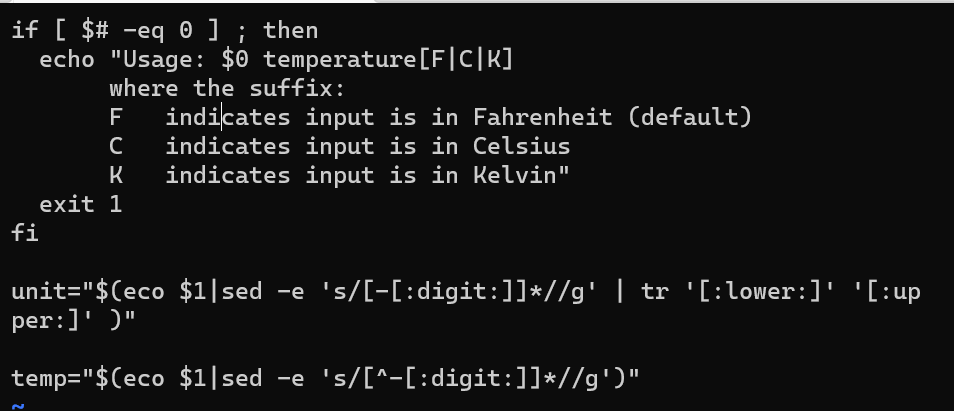 if [ $# -eq 0 ] ; then
  echo "Usage: $0 temperature[F|C|K]
       where the suffix:
       F   indicates input is in Fahrenheit (default)
       C   indicates input is in Celsius
       K   indicates input is in Kelvin"
  exit 1
fi

unit="$(eco $1|sed -e 's/[-[:digit:]]*//g' | tr '[:lower:]' '[:up
per:]' )"

temp="$(eco $1|sed -e 's/[^-[:digit:]]*//g')"
~